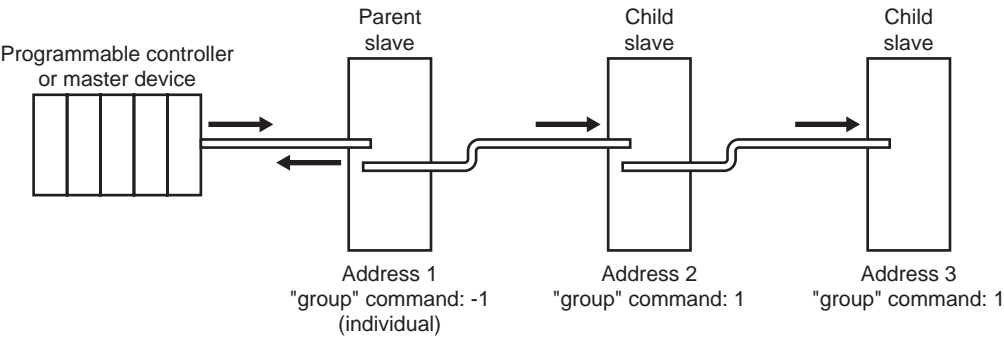 Programmable controller
or master device
Parent
slave
Child
slave
Child
slave
Address 1
"group" command: -1
(individual)
Address 2
"group" command: 1
Address 3
"group" command: 1